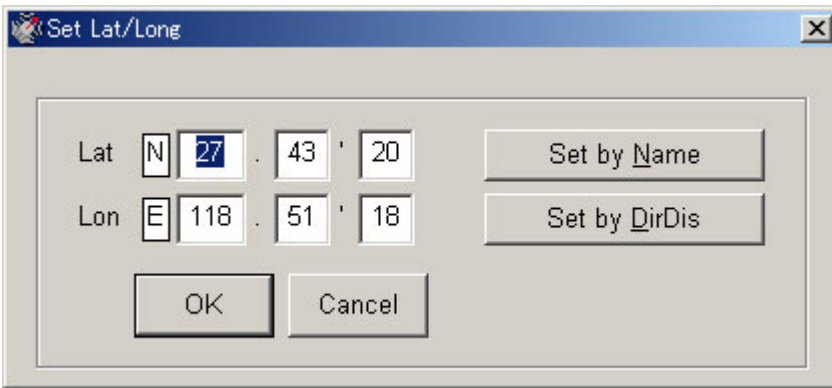 Set Lat/Long
Lat N 27 . 43 ' 20 Set by Name
Lon E 118 . 51 ' 18 Set by DirDis
OK Cancel